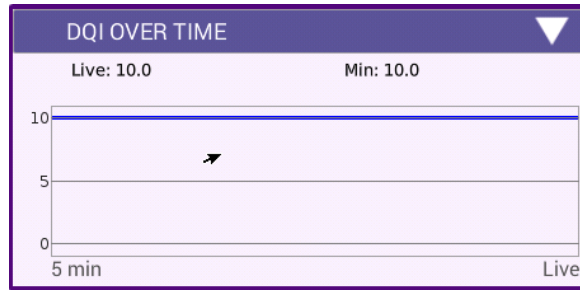 DQI OVER TIME
Live: 10.0 Min: 10.0
10
5
0
5 min Live